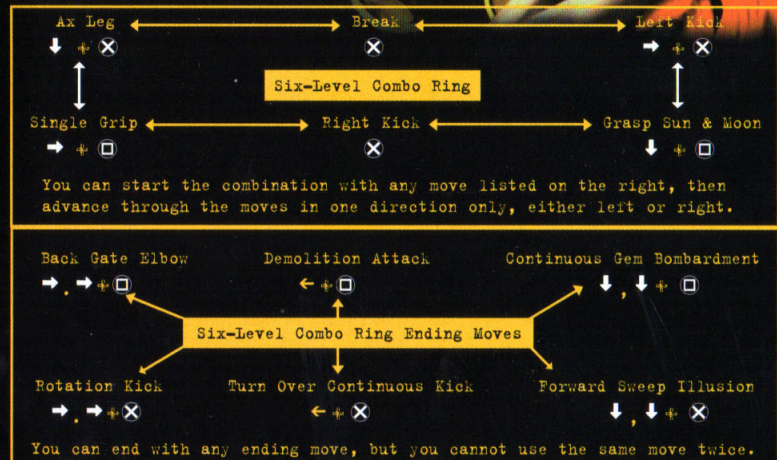 Ax Leg Break Left Kick
↓ + ⊗ ⊗ → + ⊗
Six-Level Combo Ring
Single Grip Right Kick Grasp Sun & Moon
→ + □ ⊗ ↓ + □
You can start the combination with any move listed on the right, then
advance through the moves in one direction only, either left or right.
Back Gate Elbow Demolition Attack Continuous Gem Bombardment
→ . → + □ ← + □ ↓ , ↓ + □
Six-Level Combo Ring Ending Moves
Rotation Kick Turn Over Continuous Kick Forward Sweep Illusion
→ . → + ⊗ ← + ⊗ ↓ , ↓ + ⊗
You can end with any ending move, but you cannot use the same move twice.